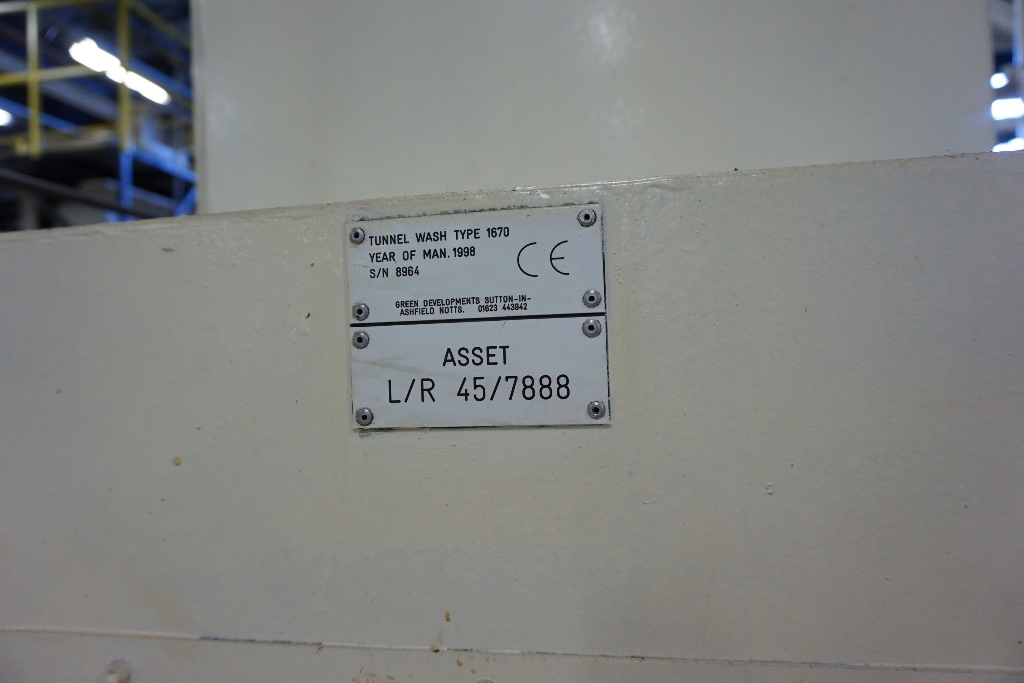 TUNNEL WASH TYPE 1670
YEAR OF MAN. 1998
S/N 8964
CE
GREEN DEVELOPMENTS SUTTON-IN-
ASHFIELD NOTTS. 01623 443942
ASSET
L/R 45/7888